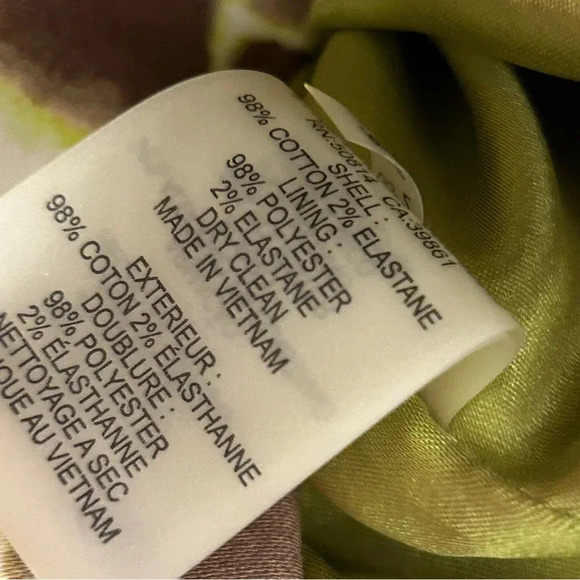 RN:50814 CA:39861
SHELL :
98% COTTON 2% ELASTANE
LINING :
98% POLYESTER
2% ELASTANE
DRY CLEAN
MADE IN VIETNAM
EXTERIEUR :
98% COTON 2% ÉLASTHANNE
DOUBLURE :
98% POLYESTER
2% ÉLASTHANNE
NETTOYAGE A SEC
QUE AU VIETNAM